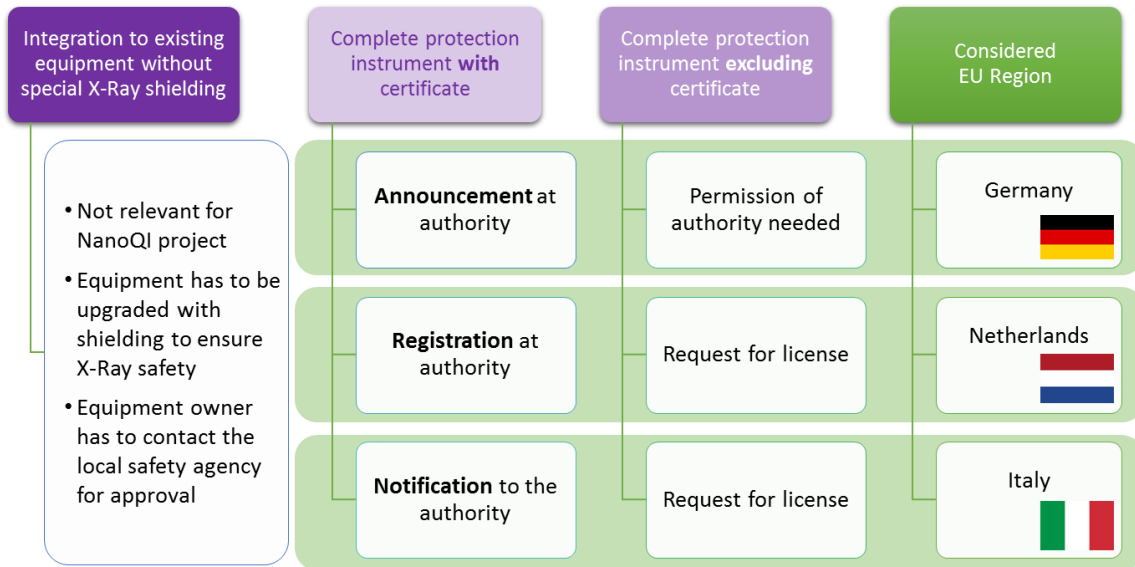 Integration to existing
equipment without
special X-Ray shielding
Complete protection
instrument with
certificate
Complete protection
instrument excluding
certificate
Considered
EU Region
• Not relevant for
NanoQI project
• Equipment has to be
upgraded with
shielding to ensure
X-Ray safety
• Equipment owner
has to contact the
local safety agency
for approval
Announcement at
authority
Permission of
authority needed
Germany
Registration at
authority
Request for license
Netherlands
Notification to the
authority
Request for license
Italy